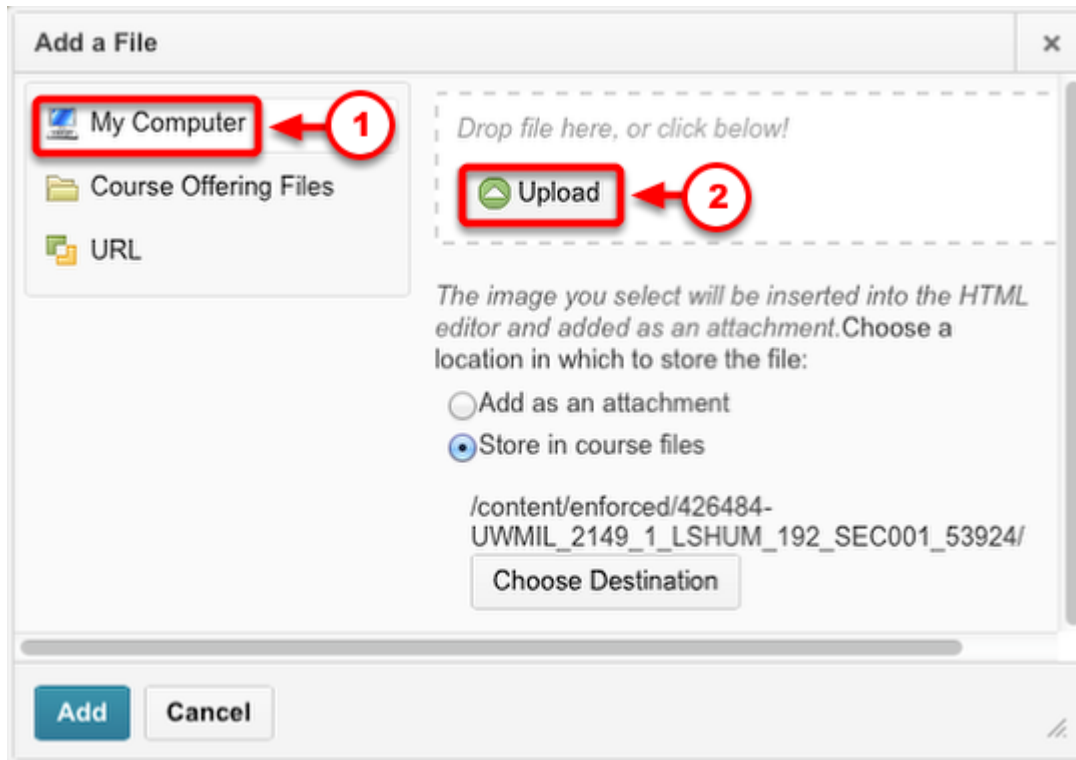 Add a File
×
My Computer
1
Course Offering Files
URL
Drop file here, or click below!
Upload
2
The image you select will be inserted into the HTML
editor and added as an attachment.Choose a
location in which to store the file:
Add as an attachment
Store in course files
/content/enforced/426484-
UWMIL_2149_1_LSHUM_192_SEC001_53924/
Choose Destination
Add
Cancel